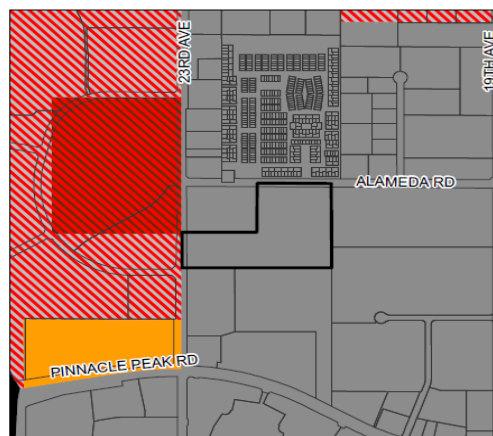 23RD AVE
19TH AVE
ALAMEDA RD
PINNACLE PEAK RD